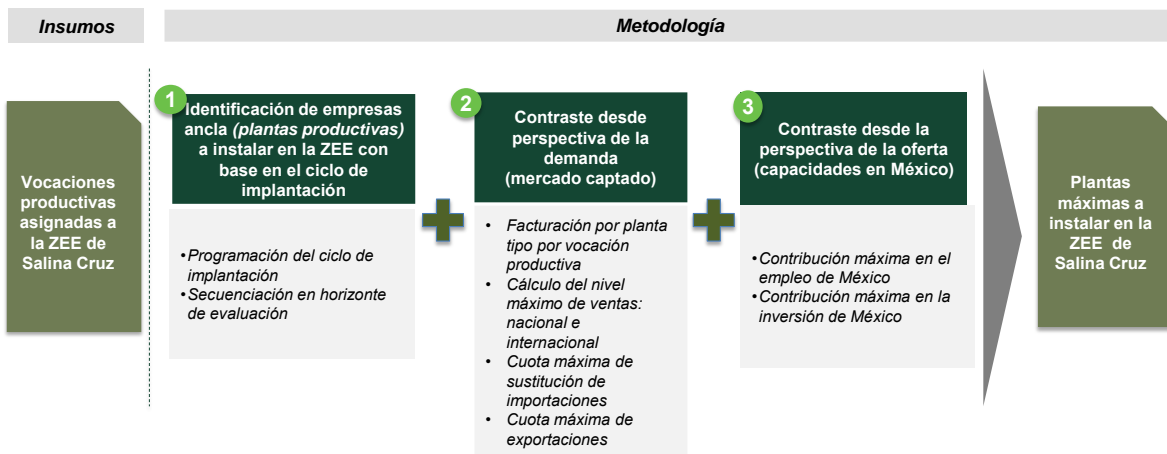 Insumos
Metodología
Vocaciones
productivas
asignadas a
la ZEE de
Salina Cruz
1
Identificación de empresas
ancla (plantas productivas)
a instalar en la ZEE con
base en el ciclo de
implantación
•Programación del ciclo de
implantación
•Secuenciación en horizonte
de evaluación
2
Contraste desde
perspectiva de la
demanda
(mercado captado)
• Facturación por planta
tipo por vocación
productiva
• Cálculo del nivel
máximo de ventas:
nacional e
internacional
• Cuota máxima de
sustitución de
importaciones
• Cuota máxima de
exportaciones
3
Contraste desde la
perspectiva de la oferta
(capacidades en México)
•Contribución máxima en el
empleo de México
•Contribución máxima en la
inversión de México
Plantas
máximas a
instalar en la
ZEE de
Salina Cruz